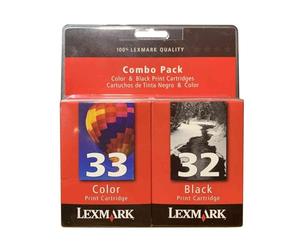 100% LEXMARK QUALITY
Combo Pack
Color & Black Print Cartridges
Cartuchos de Tinta Negro & Color
33
Color
Print Cartridge
LEXMARK
32
Black
Print Cartridge
LEXMARK